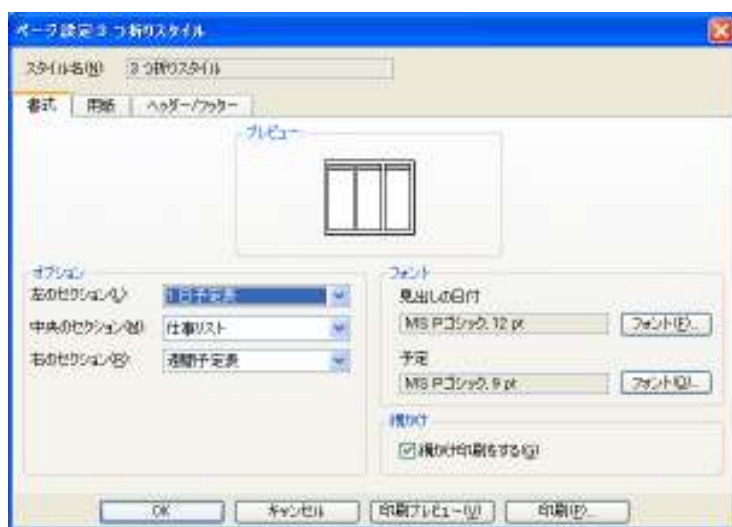 ページ設定: 3 つ折りスタイル
スタイル名(N) 3 つ折りスタイル
書式 用紙 ヘッダー/フッター
プレビュー
オプション
左のセクション(L) 1 日予定表
中央のセクション(M) 仕事リスト
右のセクション(R) 週間予定表
フォント
見出しの日付
MS Pゴシック, 12 pt フォント(F)...
予定
MS Pゴシック, 9 pt フォント(O)...
網かけ
網かけ印刷をする(G)
OK キャンセル 印刷プレビュー(V) 印刷(P)...